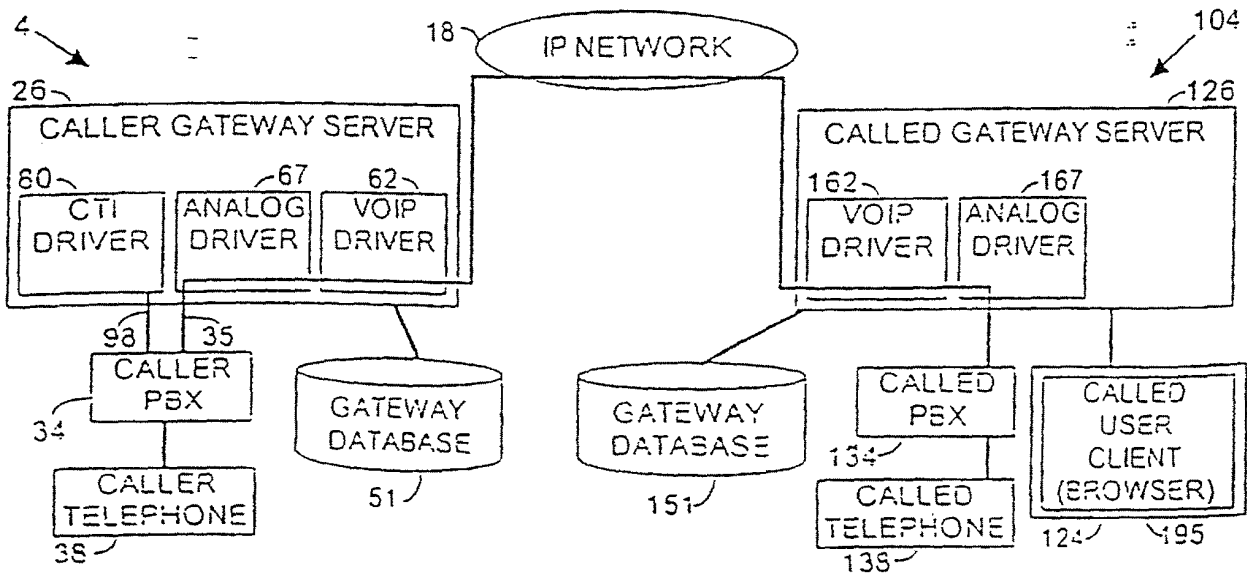 4
18
IP NETWORK
104
26
CALLER GATEWAY SERVER
80
CTI
DRIVER
67
ANALOG
DRIVER
62
VOIP
DRIVER
126
CALLED GATEWAY SERVER
162
VOIP
DRIVER
167
ANALOG
DRIVER
98
35
CALLER
PBX
34
CALLER
TELEPHONE
38
GATEWAY
DATABASE
51
GATEWAY
DATABASE
151
CALLED
PBX
134
CALLED
TELEPHONE
138
CALLED
USER
CLIENT
(BROWSER)
124
195